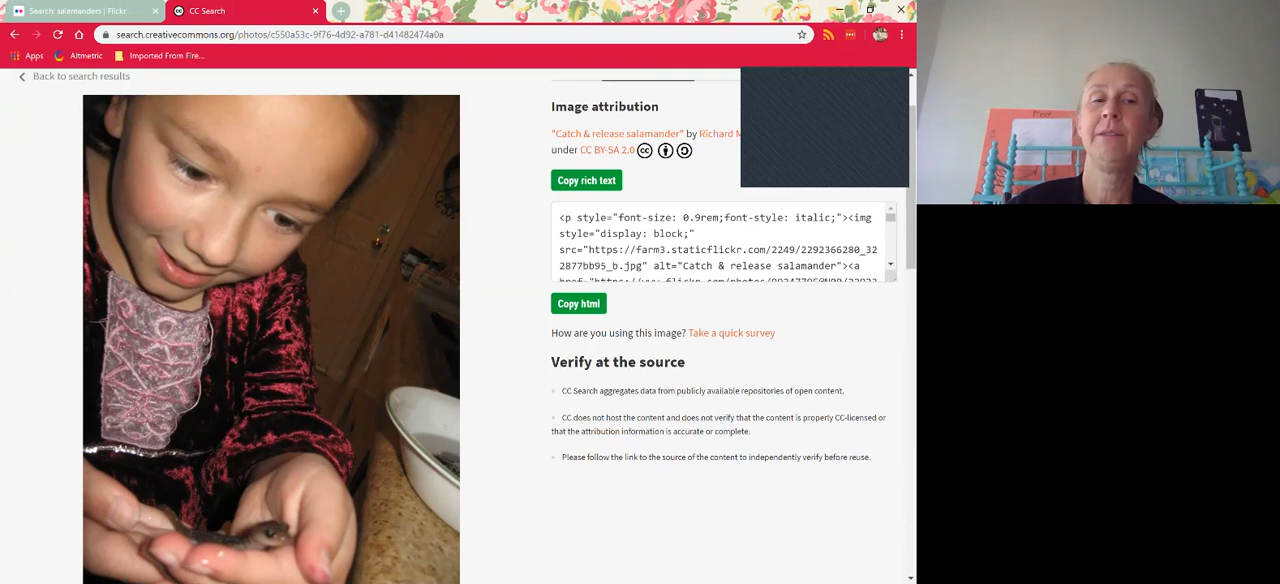 Search: salamanders | Flickr
CC Search
search.creativecommons.org/photos/c550a53c-9f76-4d92-a781-d41482474a0a
Apps
Altmetric
Imported From Fire...
Back to search results
Image attribution
"Catch & release salamander" by Richard M
under CC BY-SA 2.0
Copy rich text
<p style="font-size: 0.9rem;font-style: italic;"><img
style="display: block;"
src="https://farm3.staticflickr.com/2249/2292366280_32
2877bb95_b.jpg" alt="Catch & release salamander"><a
Copy html
How are you using this image? Take a quick survey
Verify at the source
CC Search aggregates data from publicly available repositories of open content.
CC does not host the content and does not verify that the content is properly CC-licensed or
that the attribution information is accurate or complete.
Please follow the link to the source of the content to independently verify before reuse.